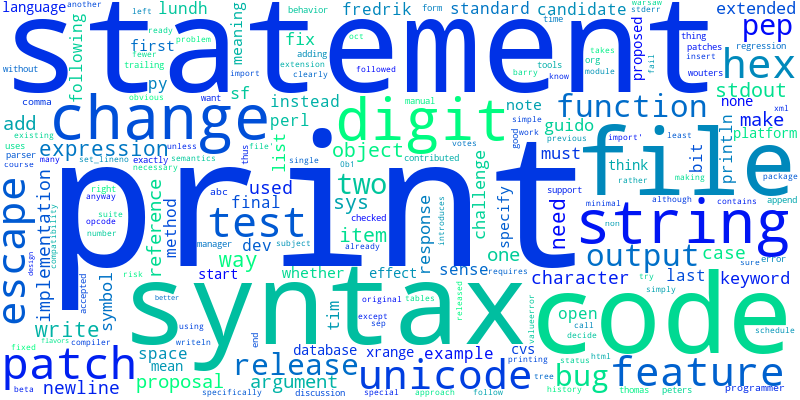 language
another
left
lundh
behavior
fredrik
form
stderr
standard
time
warsaw
candidate
extended
statement
following
ready
problem
fewer
trailing
meaning
fix
adding
extension
clearly
followed
takes
org
module
tools
know
barry
fail
proposed
thing
patches
insert
wouters
pep
regression
hex
without
first
obvious
py
import
sf
want
comma
change
digit
instead
perl
manual
note
function
simple
good
work
previous
import'
least
none
xml
make
stdout
platform
println
bit
add
existing
uses
parser
course
many
expression
unless
exactly
semantics
necessary
file'
thus
list
object
single
Obl
contributed
votes
guido
must
think
rather
file
case
package
making
print
set_lineno
escape
implementation
compatibility
right
anyway
suite
opcode
number
reference
method
abc
used
final
test
dev
manager
subject
two
sys
checked
item
already
response
introduces
challenge
specify
one
need
support
string
minimal
although
contains
non
append
output
way
whether
effect
sense
requires
character
try
last
sure
error
keyword
simply
design
accepted
symbol
risk
start
better
syntax
original
tables
except
sep
tim
released
code
valueerror
open
call
decide
schedule
write
fixed
flavors
compiler
using
writeln
end
database
xrange
example
cvs
printing
status
html
bug
patch
space
mean
release
unicode
tree
feature
beta
newline
proposal
argument
specifically
discussion
special
approach
follow
history
thomas
peters
programmer